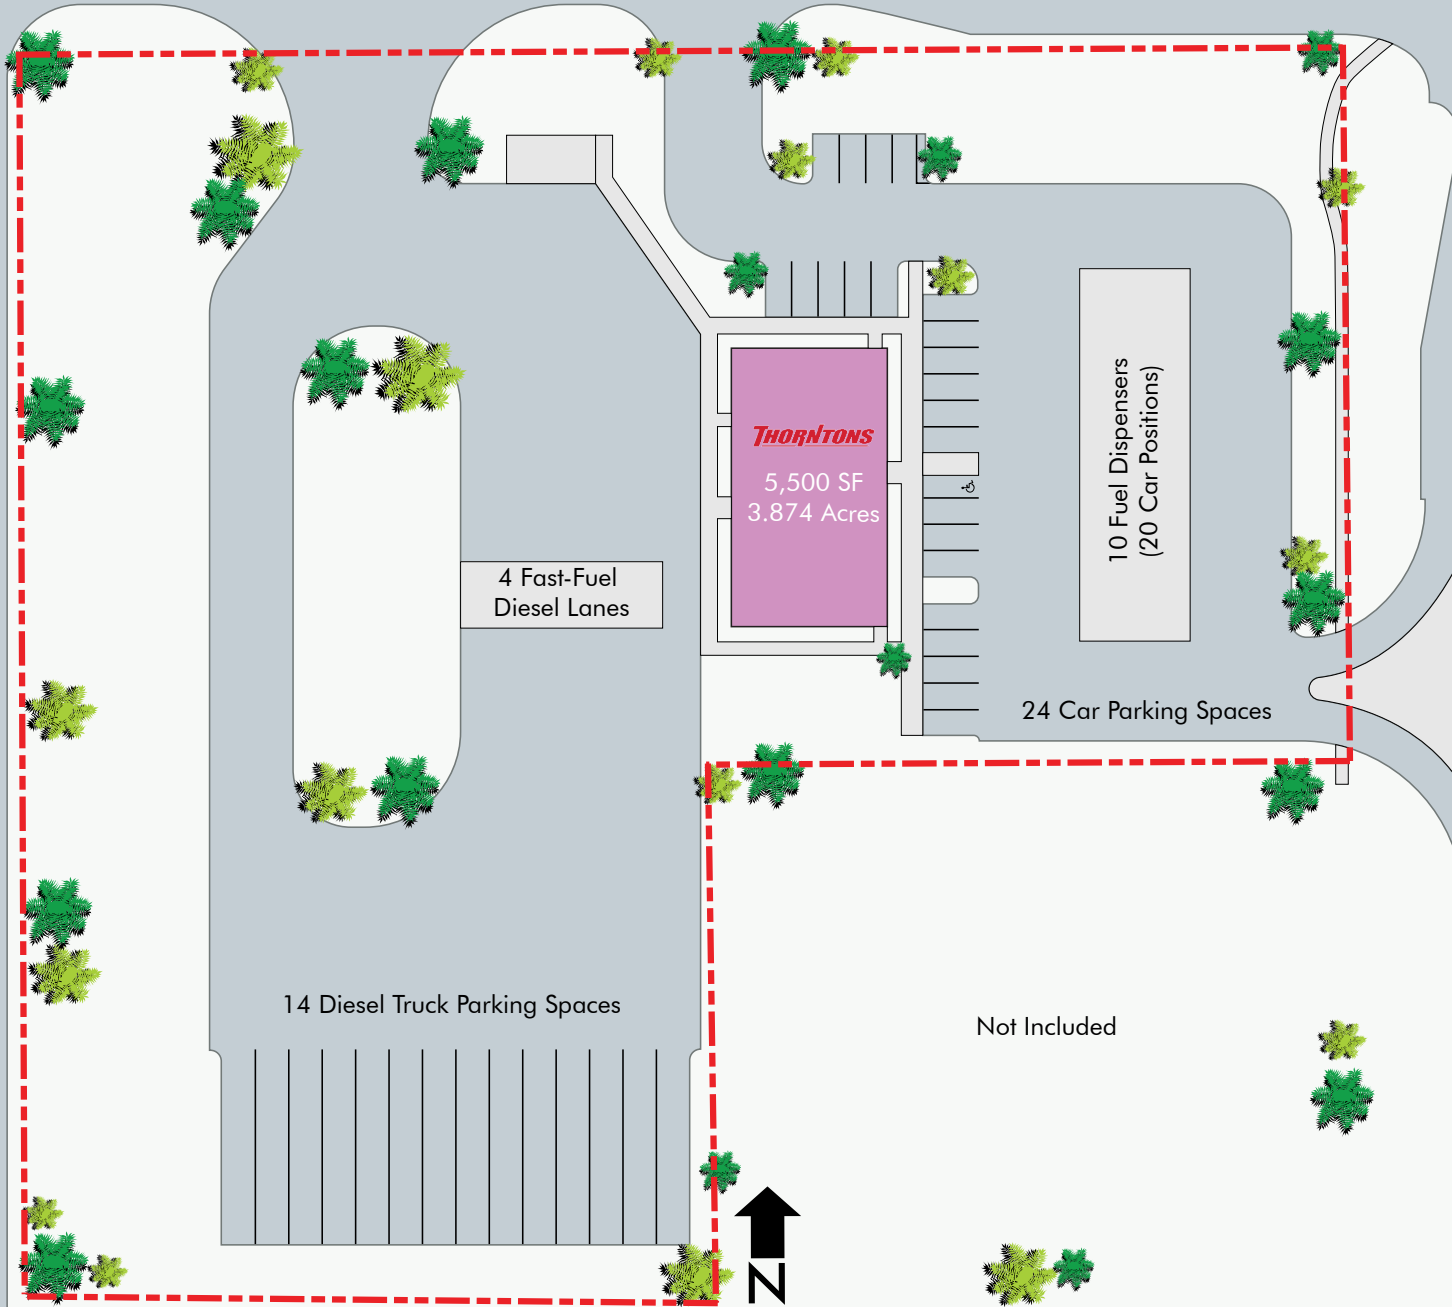 THORNTONS
5,500 SF
3.874 Acres
10 Fuel Dispensers
(20 Car Positions)
4 Fast-Fuel
Diesel Lanes
24 Car Parking Spaces
14 Diesel Truck Parking Spaces
Not Included
N